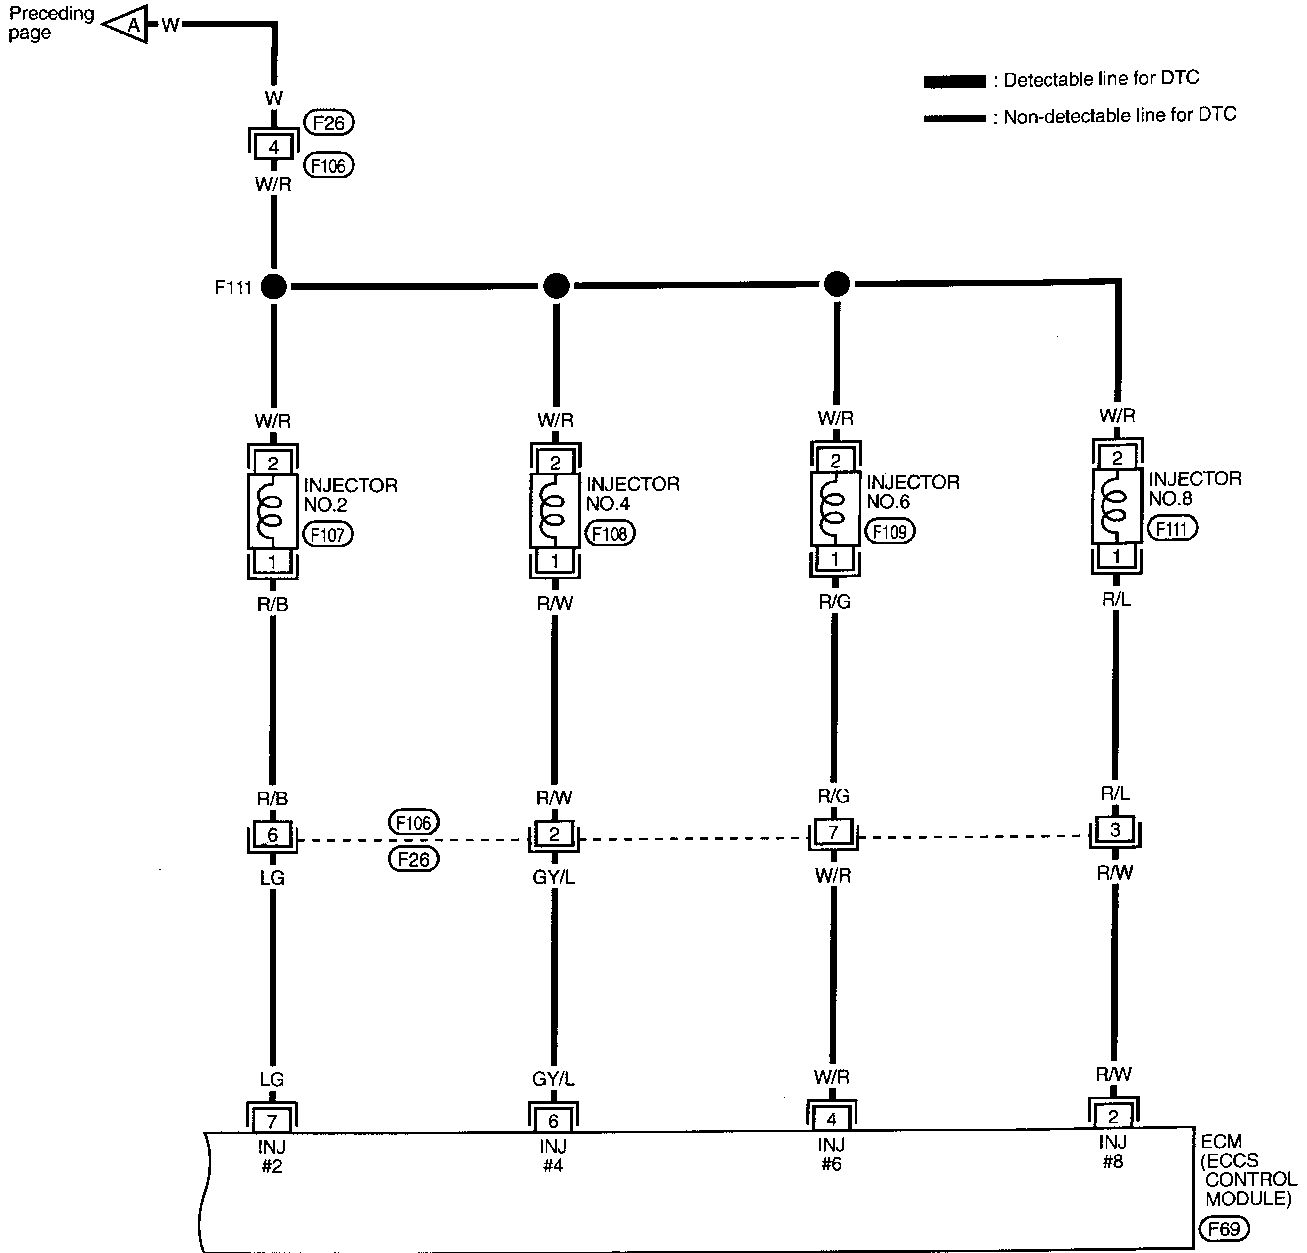 Preceding
page
A W
: Detectable line for DTC
: Non-detectable line for DTC
W
F26
4
F106
W/R
F111
W/R W/R W/R W/R
2 2 2 2
INJECTOR
NO.2
F107
INJECTOR
NO.4
F108
INJECTOR
NO.6
F109
INJECTOR
NO.8
F111
1 1 1 1
R/B R/W R/G R/L
R/B R/W R/G R/L
F106
6 2 7 3
F26
LG GY/L W/R R/W
LG GY/L W/R R/W
7 6 4 2
INJ
#2
INJ
#4
INJ
#6
INJ
#8
ECM
(ECCS
CONTROL
MODULE)
F69